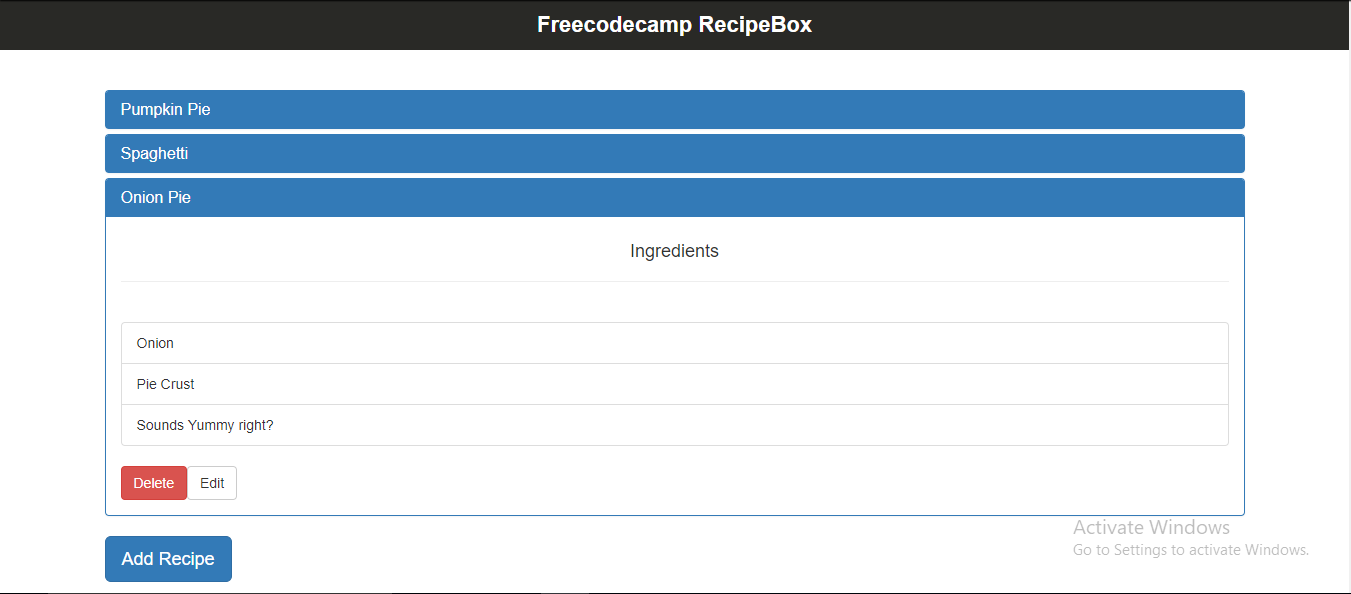 Freecodecamp RecipeBox
Pumpkin Pie
Spaghetti
Onion Pie
Ingredients
Onion
Pie Crust
Sounds Yummy right?
Delete Edit
Add Recipe
Activate Windows
Go to Settings to activate Windows.